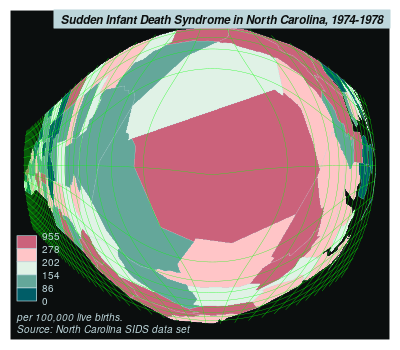 Sudden Infant Death Syndrome in North Carolina, 1974-1978
955
278
202
154
86
0
per 100,000 live births.
Source: North Carolina SIDS data set